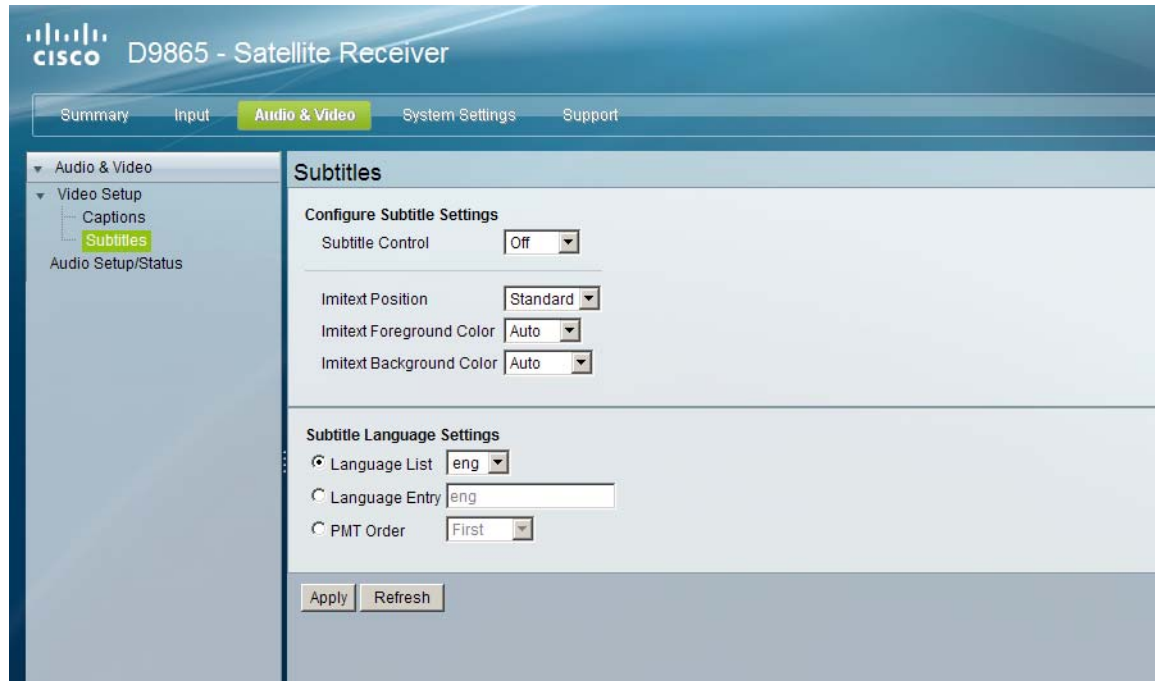 cisco D9865 - Satellite Receiver
Summary Input Audio & Video System Settings Support
Audio & Video
Video Setup
Captions
Subtitles
Audio Setup/Status
Subtitles
Configure Subtitle Settings
Subtitle Control Off
Imitext Position Standard
Imitext Foreground Color Auto
Imitext Background Color Auto
Subtitle Language Settings
Language List eng
Language Entry eng
PMT Order First
Apply Refresh